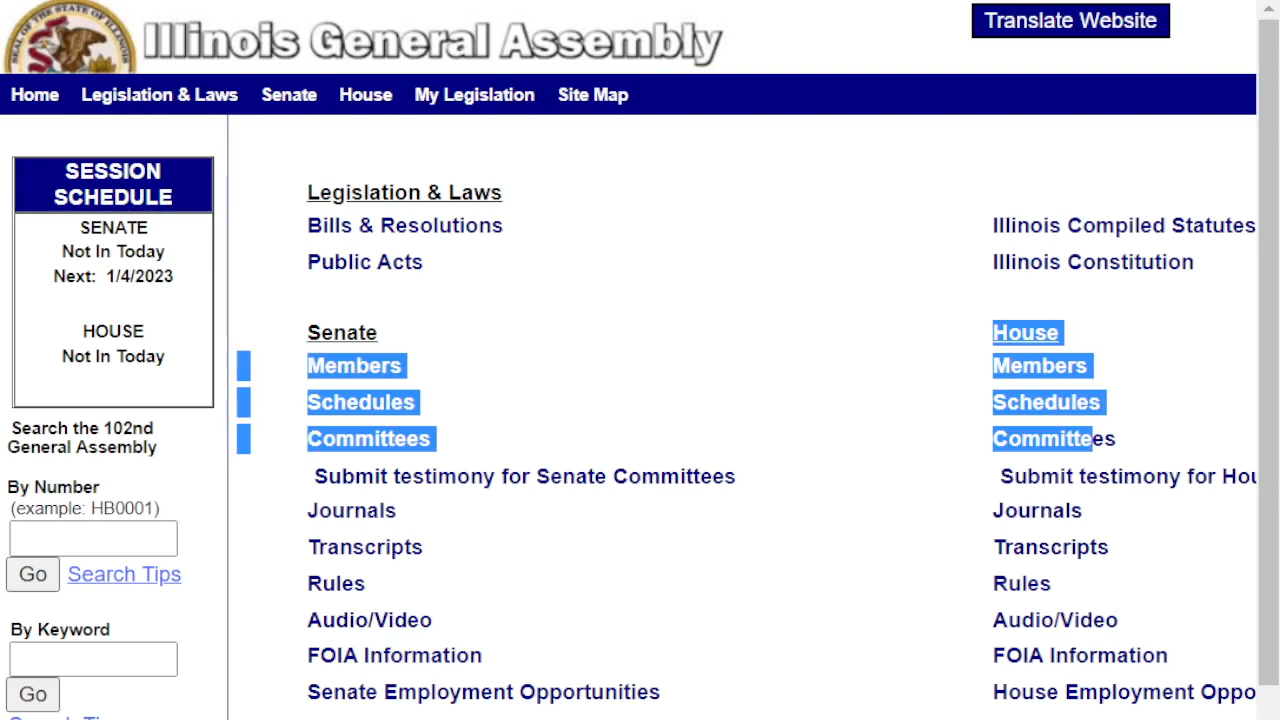 Illinois General Assembly
Translate Website
Home Legislation & Laws Senate House My Legislation Site Map
SESSION
SCHEDULE
SENATE
Not In Today
Next: 1/4/2023
HOUSE
Not In Today
Search the 102nd
General Assembly
By Number
(example: HB0001)
Go Search Tips
By Keyword
Go
Legislation & Laws
Bills & Resolutions Illinois Compiled Statutes
Public Acts Illinois Constitution
Senate House
Members Members
Schedules Schedules
Committees Committees
Submit testimony for Senate Committees Submit testimony for
Journals Journals
Transcripts Transcripts
Rules Rules
Audio/Video Audio/Video
FOIA Information FOIA Information
Senate Employment Opportunities House Employment